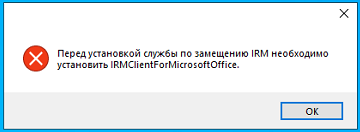 Перед установкой службы по замещению IRM необходимо
установить IRMClientForMicrosoftOffice.
OK